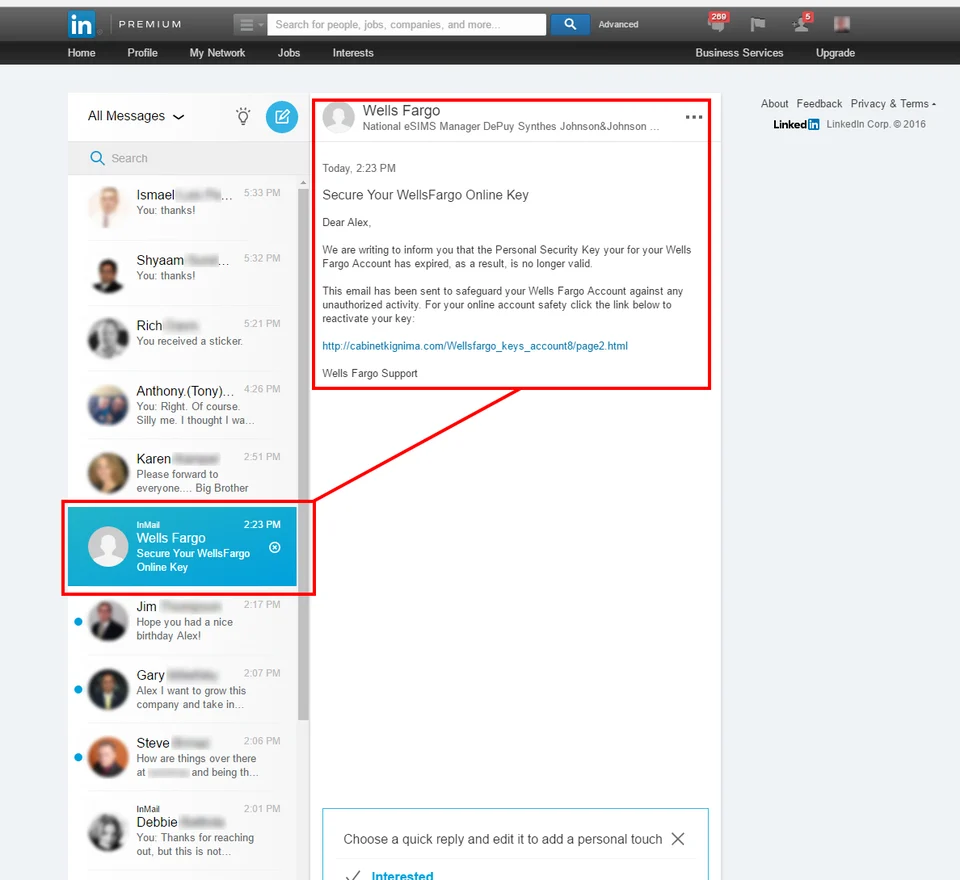 in PREMIUM
Search for people, jobs, companies, and more...
Advanced
269
5
Home Profile My Network Jobs Interests Business Services Upgrade
All Messages
Search
Ismael 5:33 PM
You: thanks!
Shyaam 5:32 PM
You: thanks!
Rich 5:21 PM
You received a sticker.
Anthony.(Tony)... 4:26 PM
You: Right. Of course.
Silly me. I thought I wa...
Karen 2:51 PM
Please forward to
everyone.... Big Brother
InMail 2:23 PM
Wells Fargo
Secure Your WellsFargo
Online Key
Jim 2:17 PM
Hope you had a nice
birthday Alex!
Gary 2:07 PM
Alex I want to grow this
company and take in...
Steve 2:06 PM
How are things over there
at and being th...
InMail 2:01 PM
Debbie
You: Thanks for reaching
out, but this is not...
Wells Fargo
National eSIMS Manager DePuy Synthes Johnson&Johnson ...
Today, 2:23 PM
Secure Your WellsFargo Online Key
Dear Alex,
We are writing to inform you that the Personal Security Key your for your Wells
Fargo Account has expired, as a result, is no longer valid.
This email has been sent to safeguard your Wells Fargo Account against any
unauthorized activity. For your online account safety click the link below to
reactivate your key:
http://cabinetkignima.com/Wellsfargo_keys_account8/page2.html
Wells Fargo Support
Choose a quick reply and edit it to add a personal touch
Interested
About Feedback Privacy & Terms
Linked in LinkedIn Corp. © 2016